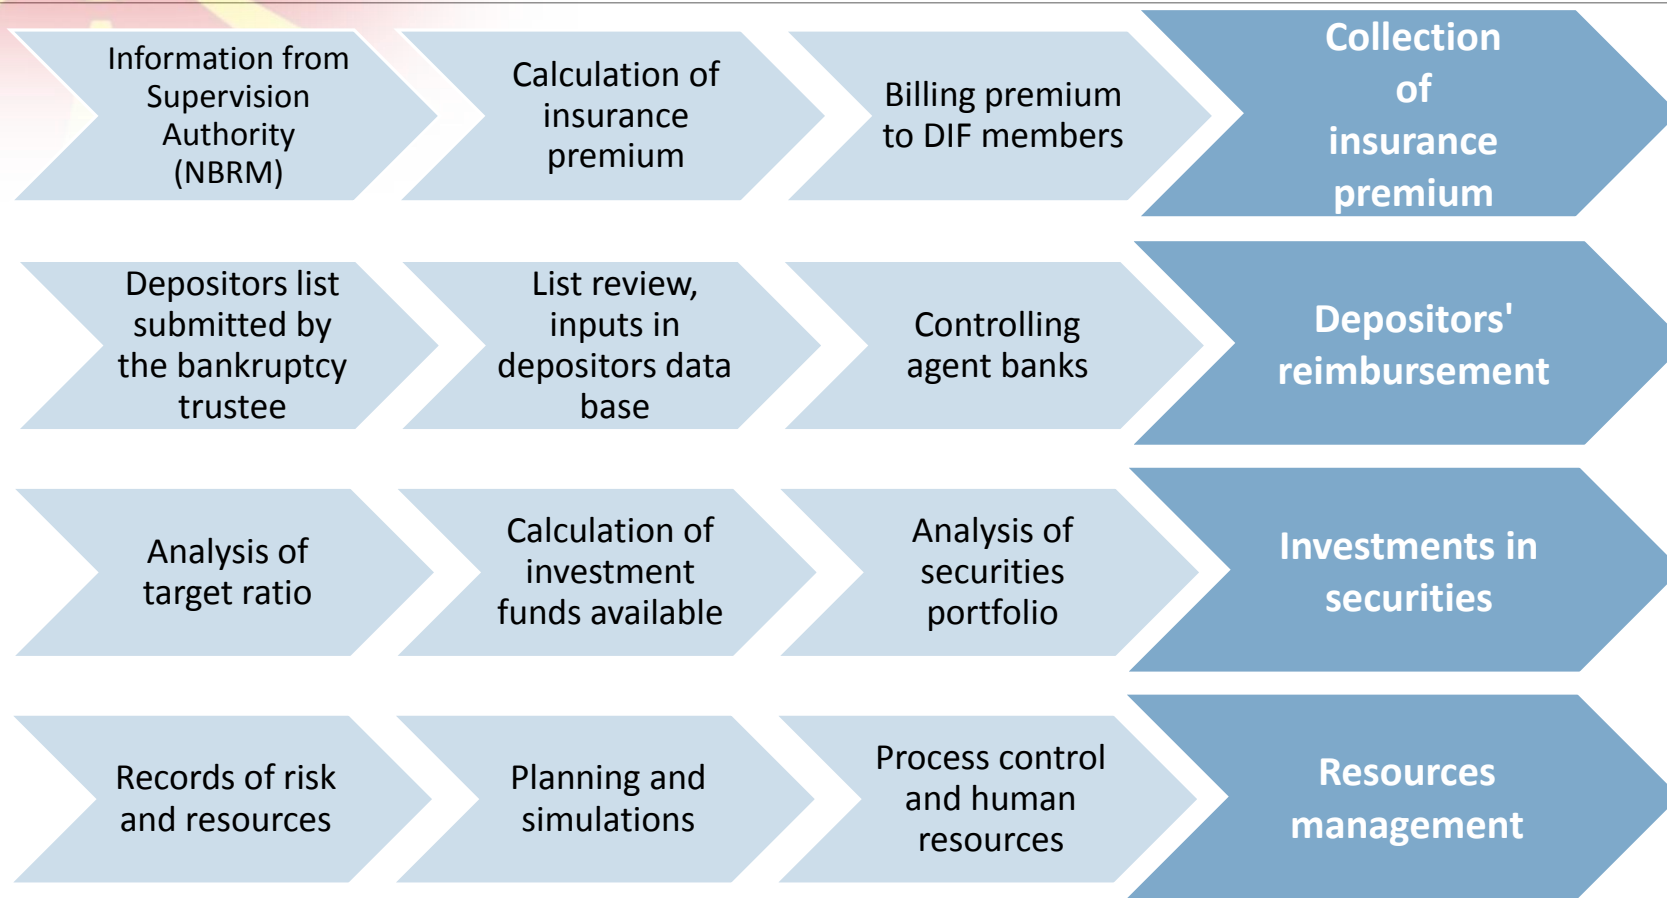 Information from
Supervision
Authority
(NBRM)
Calculation of
insurance
premium
Billing premium
to DIF members
Collection
of
insurance
premium
Depositors list
submitted by
the bankruptcy
trustee
List review,
inputs in
depositors data
base
Controlling
agent banks
Depositors'
reimbursement
Analysis of
target ratio
Calculation of
investment
funds available
Analysis of
securities
portfolio
Investments in
securities
Records of risk
and resources
Planning and
simulations
Process control
and human
resources
Resources
management